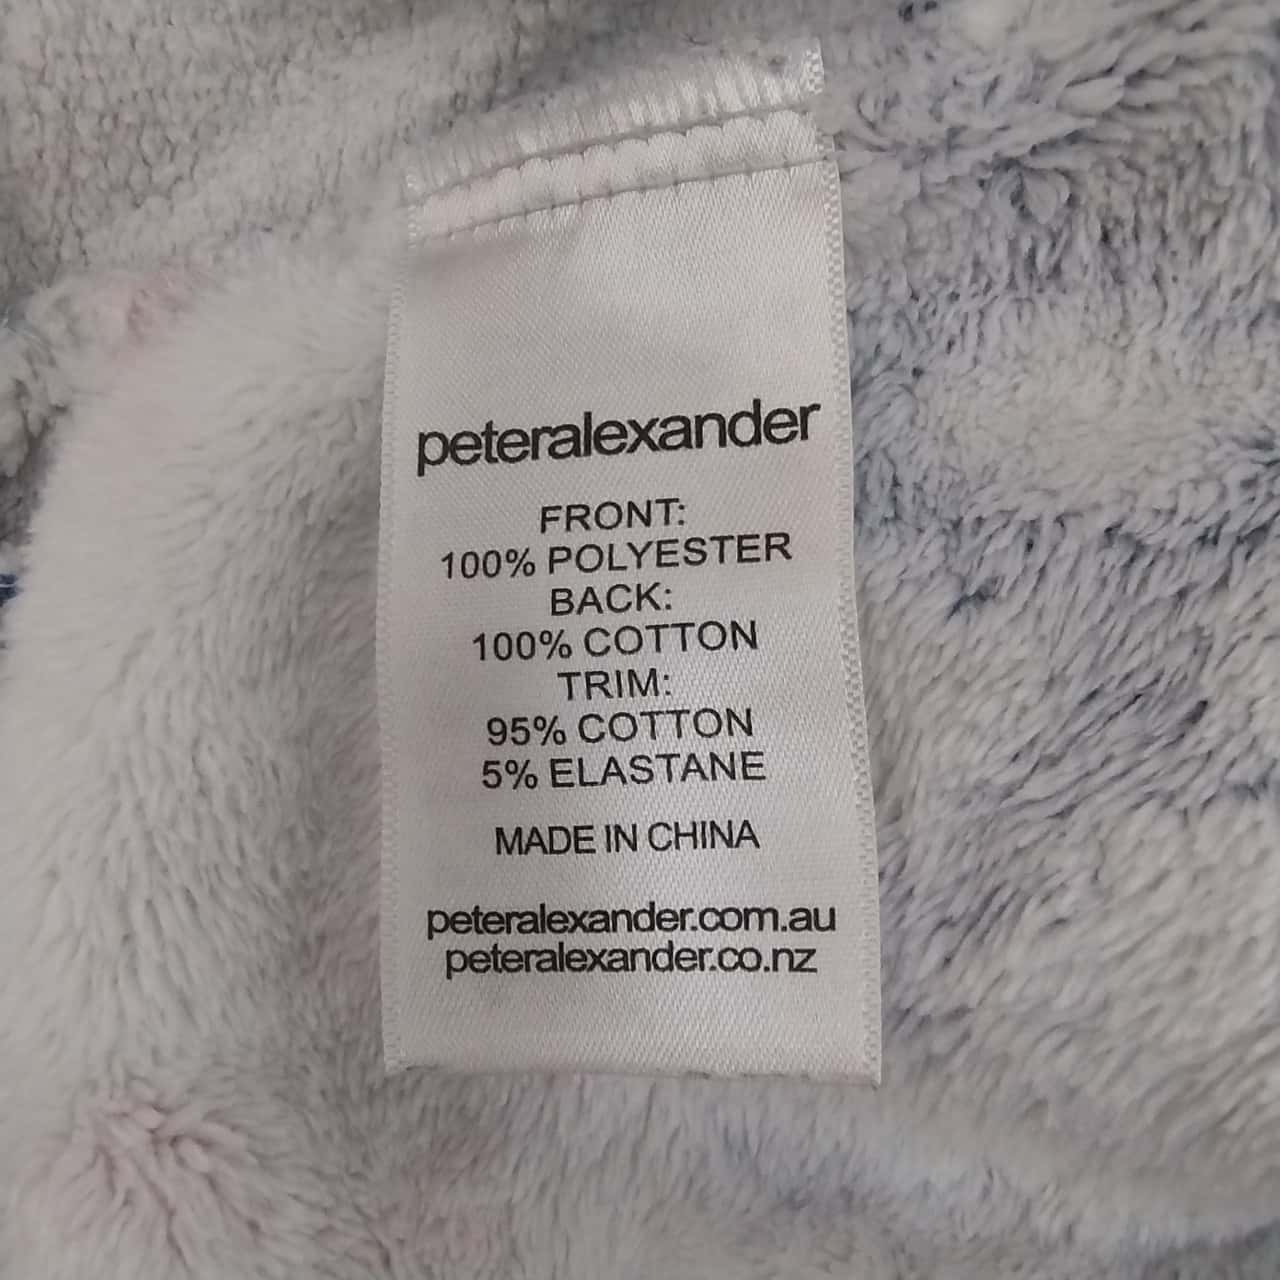 peteralexander
FRONT:
100% POLYESTER
BACK:
100% COTTON
TRIM:
95% COTTON
5% ELASTANE
MADE IN CHINA
peteralexander.com.au
peteralexander.co.nz